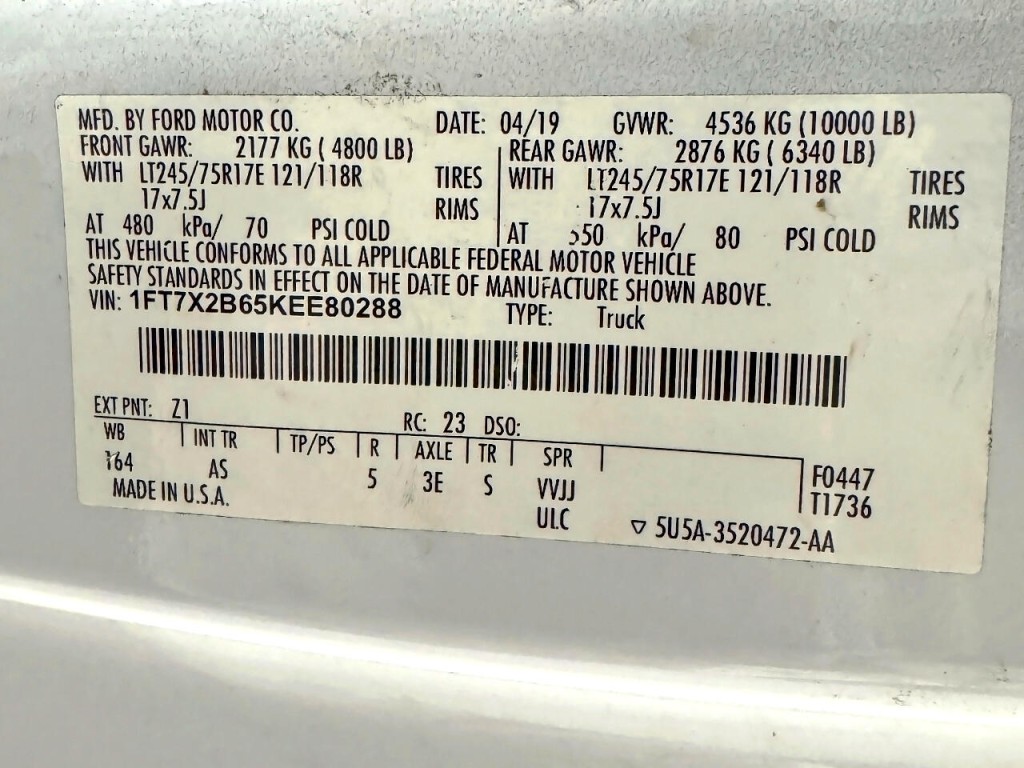 MFD. BY FORD MOTOR CO. DATE: 04/19 GVWR: 4536 KG (10000 LB)
FRONT GAWR: 2177 KG ( 4800 LB) REAR GAWR: 2876 KG ( 6340 LB)
WITH LT245/75R17E 121/118R TIRES WITH LT245/75R17E 121/118R TIRES
17x7.5J RIMS 17x7.5J RIMS
AT 480 kPa/ 70 PSI COLD AT 550 kPa/ 80 PSI COLD
THIS VEHICLE CONFORMS TO ALL APPLICABLE FEDERAL MOTOR VEHICLE
SAFETY STANDARDS IN EFFECT ON THE DATE OF MANUFACTURE SHOWN ABOVE.
VIN: 1FT7X2B65KEE80288 TYPE: Truck
EXT PNT: Z1 RC: 23 DSO:
WB INT TR TP/PS R AXLE TR SPR
164 AS 5 3E S VVJJ F0447
MADE IN U.S.A. ULC T1736
▽ 5U5A-3520472-AA